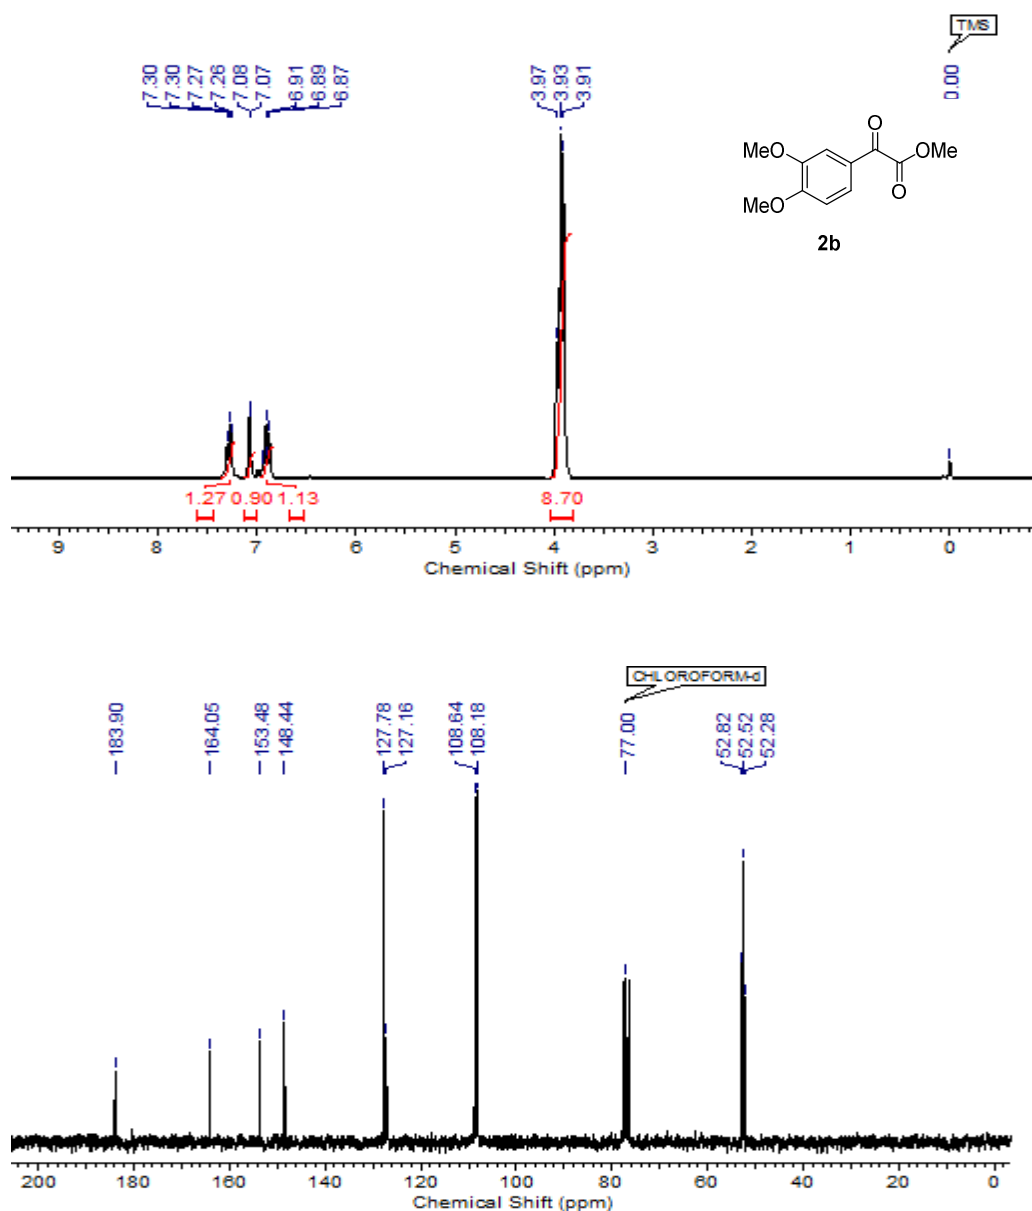 TMS
7.30
7.30
7.27
7.26
7.08
7.07
6.91
6.89
6.87
3.97
3.93
3.91
0.00
O
MeO
OMe
MeO
O
2b
1.27 0.90 1.13 8.70
9 8 7 6 5 4 3 2 1 0
Chemical Shift (ppm)
CHLOROFORM-d
183.90
164.05
153.48
148.44
127.78
127.16
108.64
108.18
77.00
52.82
52.52
52.28
200 180 160 140 120 100 80 60 40 20 0
Chemical Shift (ppm)